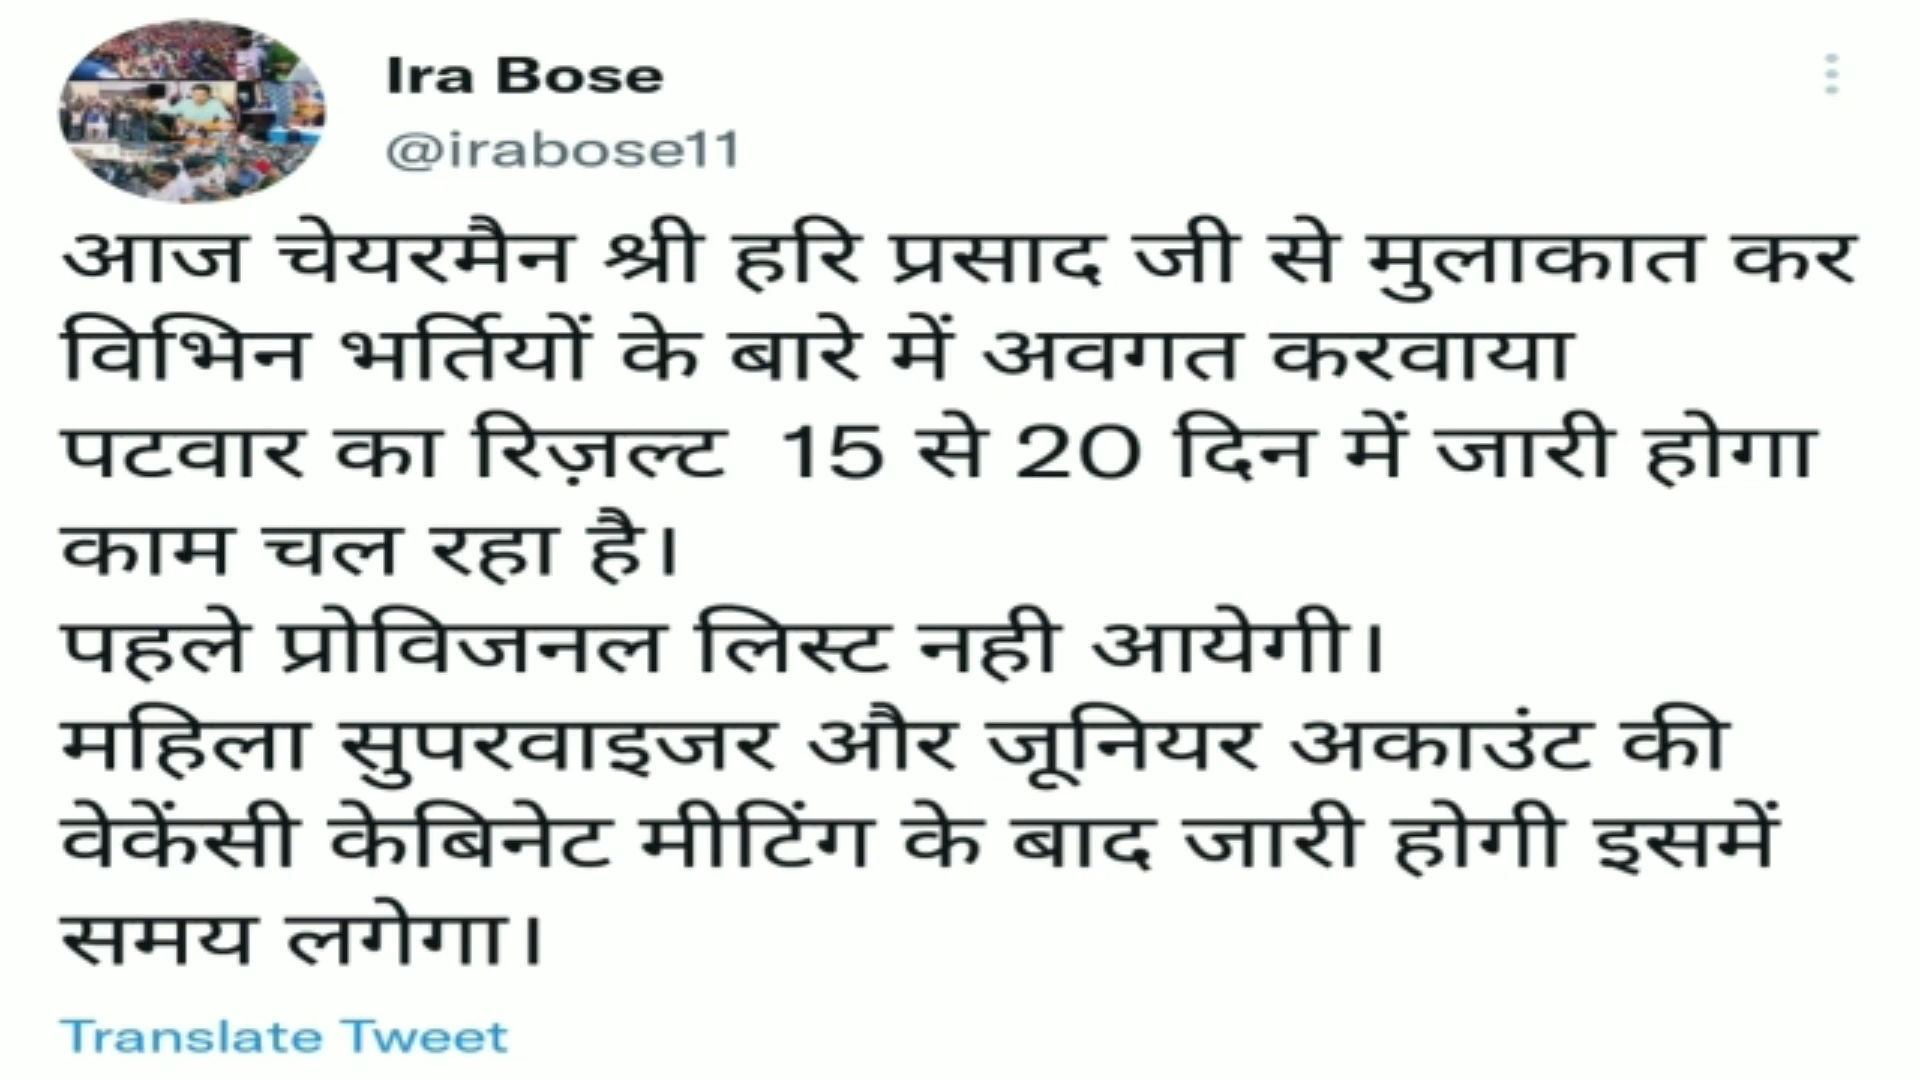 Ira Bose
@irabose11
आज चेयरमैन श्री हरि प्रसाद जी से मुलाकात कर
विभिन भर्तियों के बारे में अवगत करवाया
पटवार का रिज़ल्ट 15 से 20 दिन में जारी होगा
काम चल रहा है।
पहले प्रोविजनल लिस्ट नही आयेगी।
महिला सुपरवाइजर और जूनियर अकाउंट की
वेकेंसी केबिनेट मीटिंग के बाद जारी होगी इसमें
समय लगेगा।
Translate Tweet